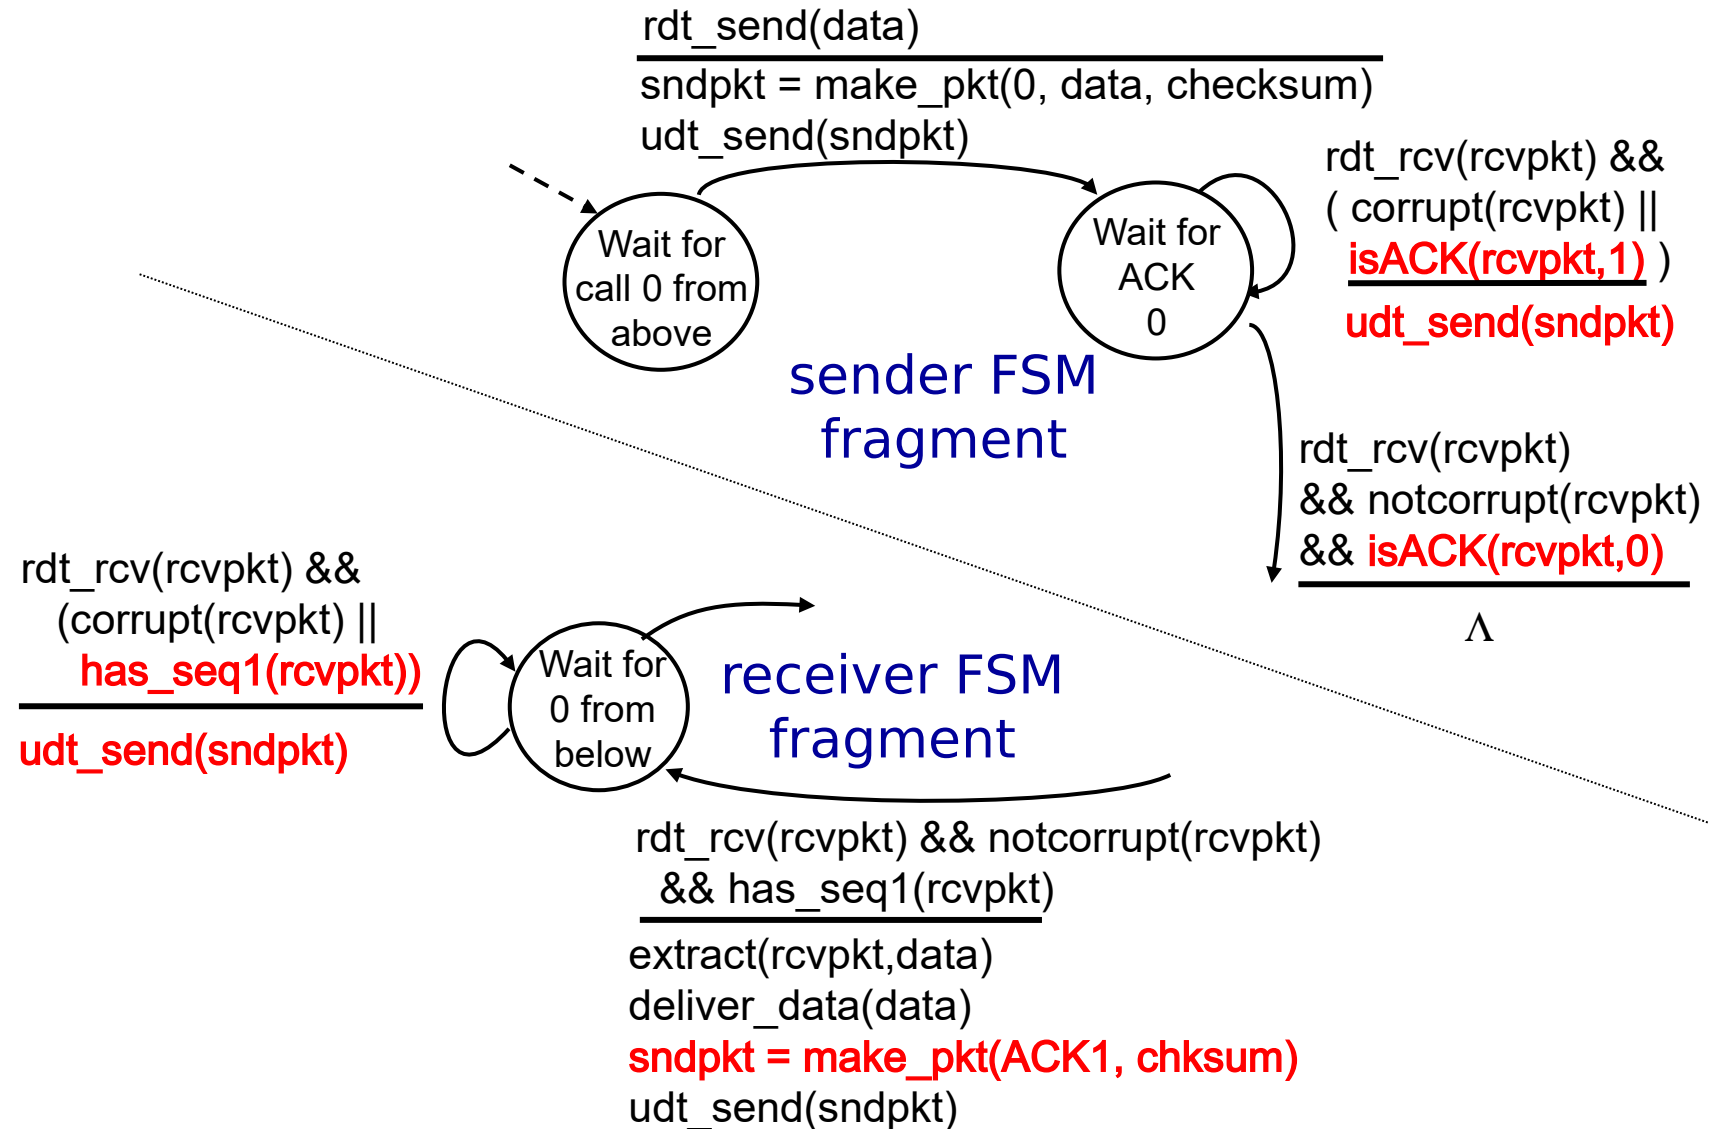 rdt_send(data)
sndpkt = make_pkt(0, data, checksum)
udt_send(sndpkt)
rdt_rcv(rcvpkt) &&
( corrupt(rcvpkt) ||
isACK(rcvpkt,1) )
udt_send(sndpkt)
Wait for
call 0 from
above
Wait for
ACK
0
sender FSM
fragment
rdt_rcv(rcvpkt)
&& notcorrupt(rcvpkt)
&& isACK(rcvpkt,0)
Λ
rdt_rcv(rcvpkt) &&
(corrupt(rcvpkt) ||
has_seq1(rcvpkt))
udt_send(sndpkt)
Wait for
0 from
below
receiver FSM
fragment
rdt_rcv(rcvpkt) && notcorrupt(rcvpkt)
&& has_seq1(rcvpkt)
extract(rcvpkt,data)
deliver_data(data)
sndpkt = make_pkt(ACK1, chksum)
udt_send(sndpkt)